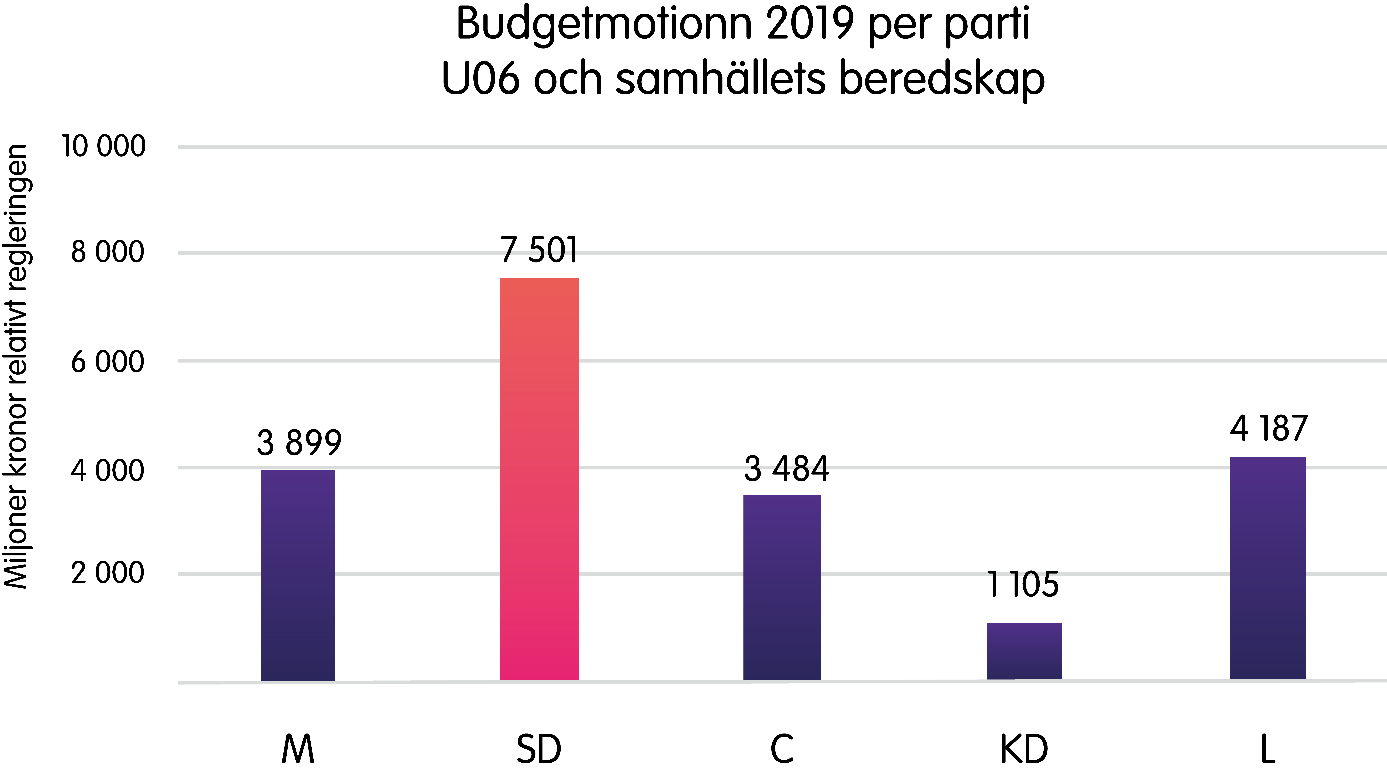 Budgetmotionn 2019 per parti
U06 och samhällets beredskap
Miljoner kronor relativt regleringen
10 000
8 000
6 000
4 000
2 000
3 899
7 501
3 484
1 105
4 187
M
SD
C
KD
L